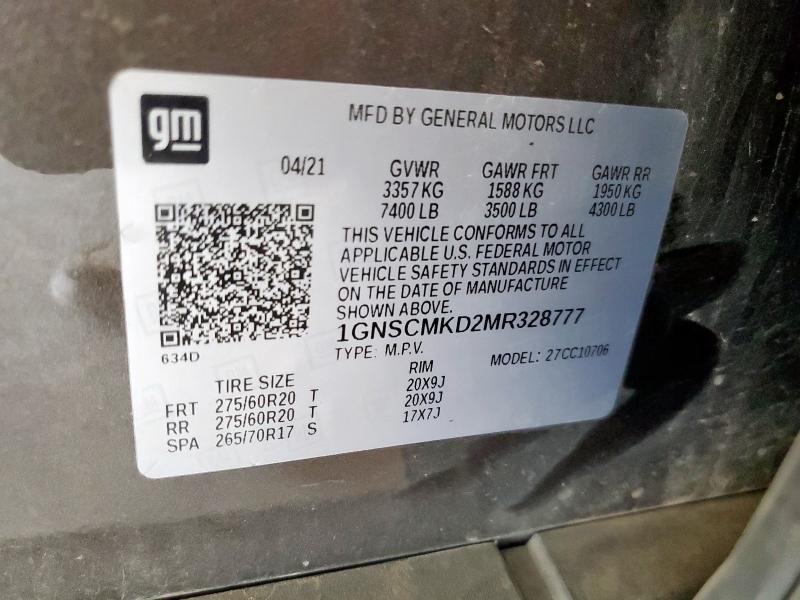 gm
MFD BY GENERAL MOTORS LLC
04/21 GVWR GAWR FRT GAWR RR
3357 KG 1588 KG 1950 KG
7400 LB 3500 LB 4300 LB
THIS VEHICLE CONFORMS TO ALL
APPLICABLE U.S. FEDERAL MOTOR
VEHICLE SAFETY STANDARDS IN EFFECT
ON THE DATE OF MANUFACTURE
SHOWN ABOVE.
1GNSCMKD2MR328777
634D
TYPE: M.P.V. MODEL: 27CC10706
TIRE SIZE RIM
FRT 275/60R20 T 20X9J
RR 275/60R20 T 20X9J
SPA 265/70R17 S 17X7J